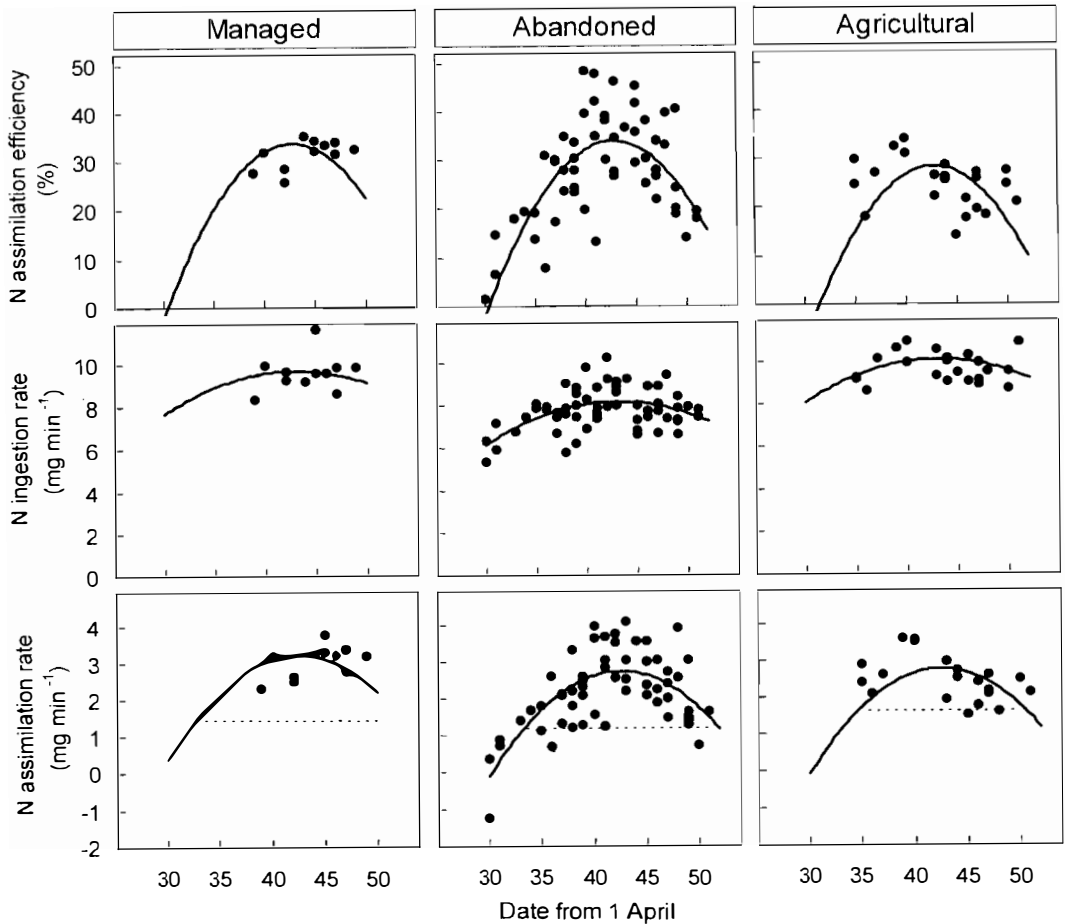 Managed
Abandoned
Agricultural
N assimilation efficiency
(%)
50
40
30
20
10
0
N ingestion rate
(mg min⁻¹)
10
8
6
4
2
0
N assimilation rate
(mg min⁻¹)
4
3
2
1
0
-1
-2
30 35 40 45 50
30 35 40 45 50
30 35 40 45 50
Date from 1 April